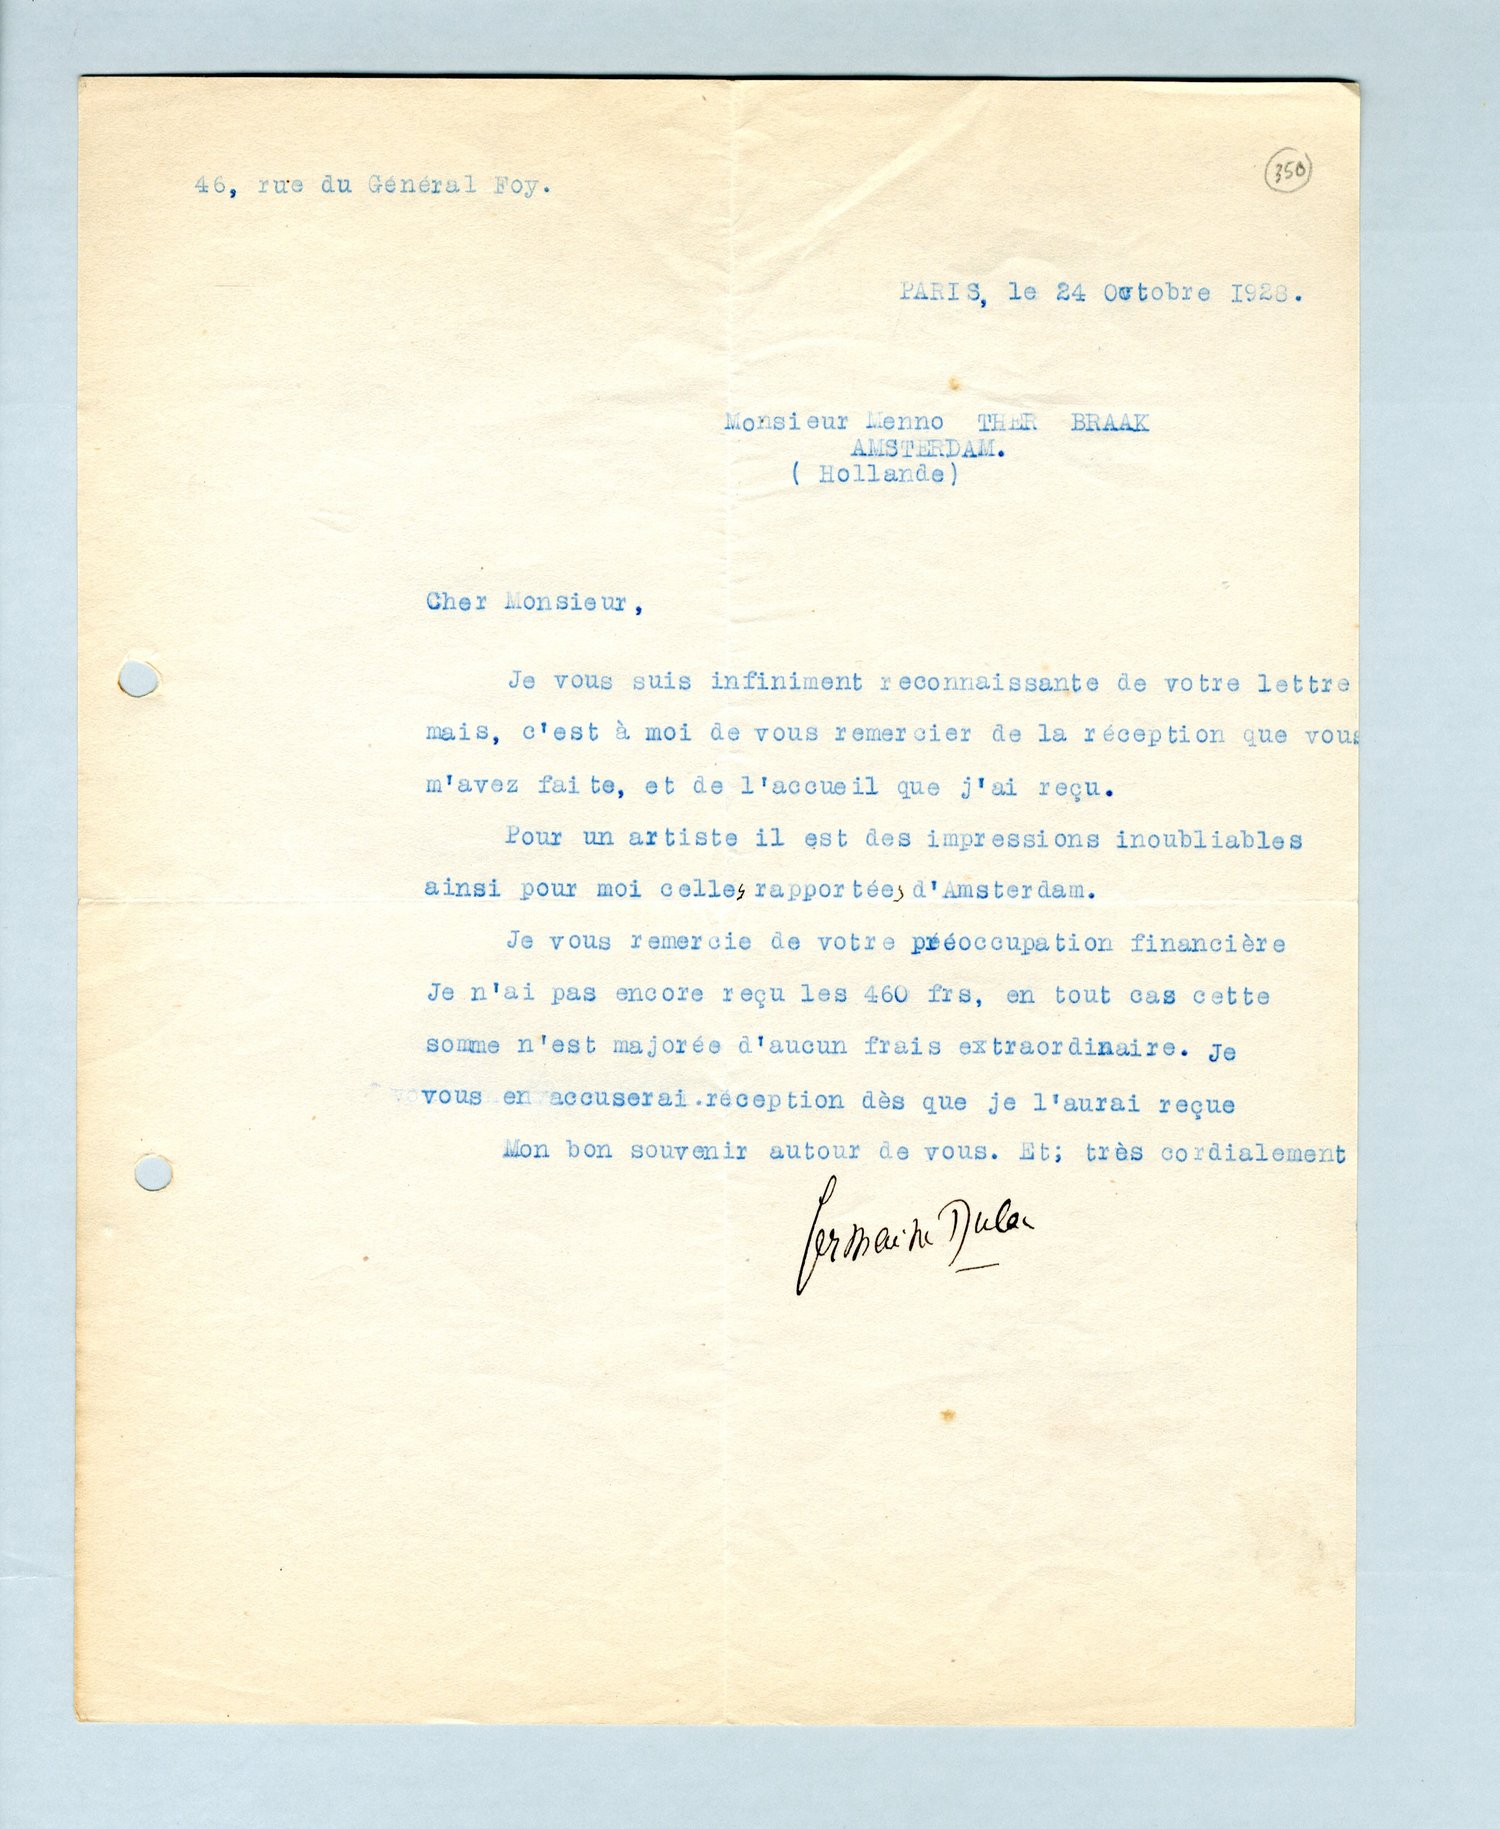 350
46, rue du Général Foy.
PARIS, le 24 Octobre 1928.
Monsieur Menno THER BRAAK
AMSTERDAM.
( Hollande)
Cher Monsieur,
Je vous suis infiniment reconnaissante de votre lettre
mais, c'est à moi de vous remercier de la réception que vous
m'avez faite, et de l'accueil que j'ai reçu.
Pour un artiste il est des impressions inoubliables
ainsi pour moi celles rapportées d'Amsterdam.
Je vous remercie de votre préoccupation financière
Je n'ai pas encore reçu les 460 frs, en tout cas cette
somme n'est majorée d'aucun frais extraordinaire. Je
vous en accuserai.réception dès que je l'aurai reçue
Mon bon souvenir autour de vous. Et; très cordialement
Germaine Dulac